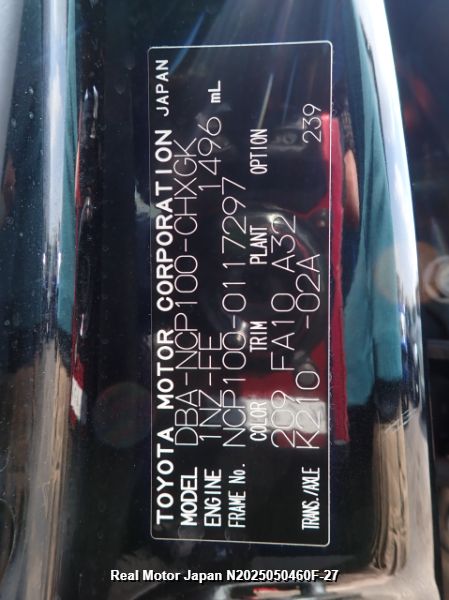 TOYOTA MOTOR CORPORATION JAPAN
MODEL DBA-NCP100-CHXGK
ENGINE 1NZ-FE 1496 mL
FRAME No. NCP100-0117297
COLOR TRIM PLANT OPTION
209 FA10 A32 239
TRANS./AXLE K210 -02A
Real Motor Japan N2025050460F-27